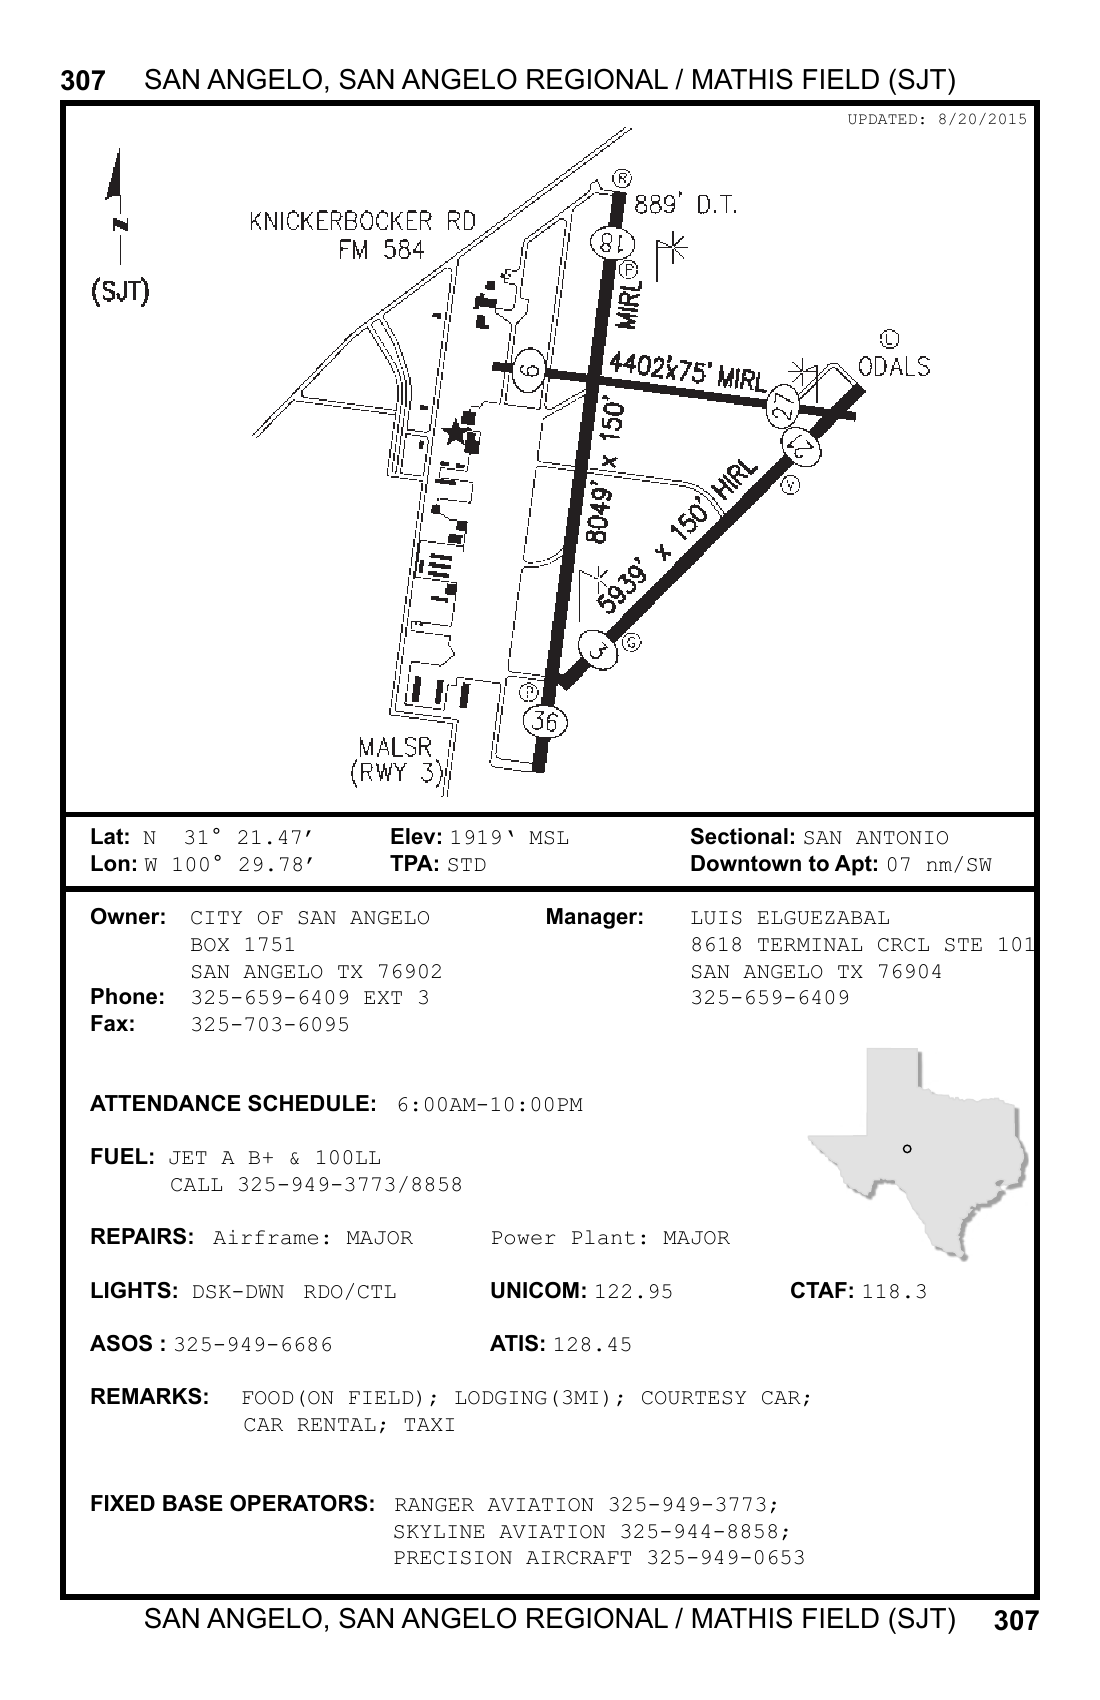 307 SAN ANGELO, SAN ANGELO REGIONAL / MATHIS FIELD (SJT)
UPDATED: 8/20/2015
R
889' D.T.
KNICKERBOCKER RD
FM 584
18
N
P
(SJT)
MIRL
L
ODALS
4402'x75' MIRL
9
27
21
V
8049' x 150'
5939' x 150' HIRL
3
G
P
36
MALSR
(RWY 3)
Lat: N 31° 21.47’ Elev: 1919‘ MSL Sectional: SAN ANTONIO
Lon: W 100° 29.78’ TPA: STD Downtown to Apt: 07 nm/SW
Owner: CITY OF SAN ANGELO Manager: LUIS ELGUEZABAL
BOX 1751 8618 TERMINAL CRCL STE 101
SAN ANGELO TX 76902 SAN ANGELO TX 76904
Phone: 325-659-6409 EXT 3 325-659-6409
Fax: 325-703-6095
ATTENDANCE SCHEDULE: 6:00AM-10:00PM
FUEL: JET A B+ & 100LL
CALL 325-949-3773/8858
REPAIRS: Airframe: MAJOR Power Plant: MAJOR
LIGHTS: DSK-DWN RDO/CTL UNICOM: 122.95 CTAF: 118.3
ASOS : 325-949-6686 ATIS: 128.45
REMARKS: FOOD(ON FIELD); LODGING(3MI); COURTESY CAR;
CAR RENTAL; TAXI
FIXED BASE OPERATORS: RANGER AVIATION 325-949-3773;
SKYLINE AVIATION 325-944-8858;
PRECISION AIRCRAFT 325-949-0653
SAN ANGELO, SAN ANGELO REGIONAL / MATHIS FIELD (SJT) 307